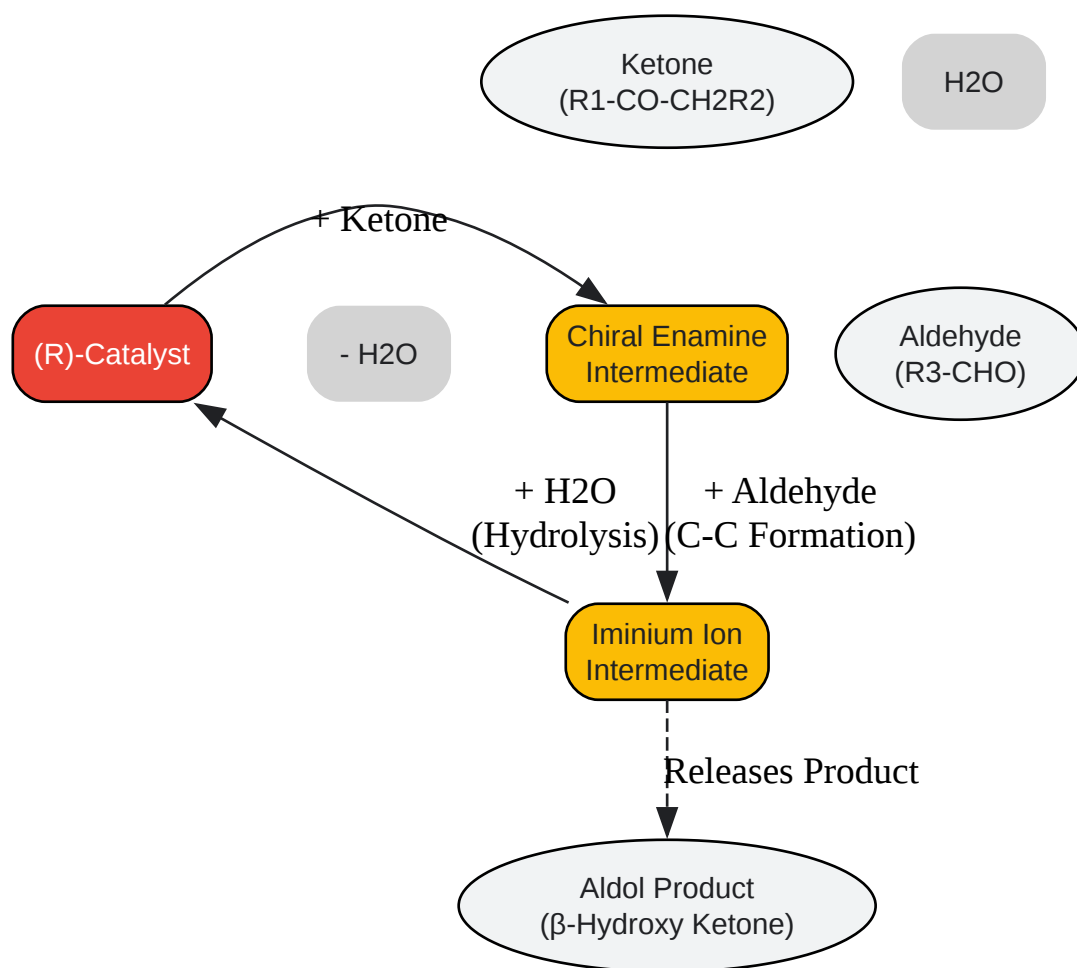 Ketone
(R1-CO-CH2R2)
H2O
+ Ketone
(R)-Catalyst
- H2O
Chiral Enamine
Intermediate
Aldehyde
(R3-CHO)
+ H2O
(Hydrolysis)
+ Aldehyde
(C-C Formation)
Iminium Ion
Intermediate
Releases Product
Aldol Product
(β-Hydroxy Ketone)